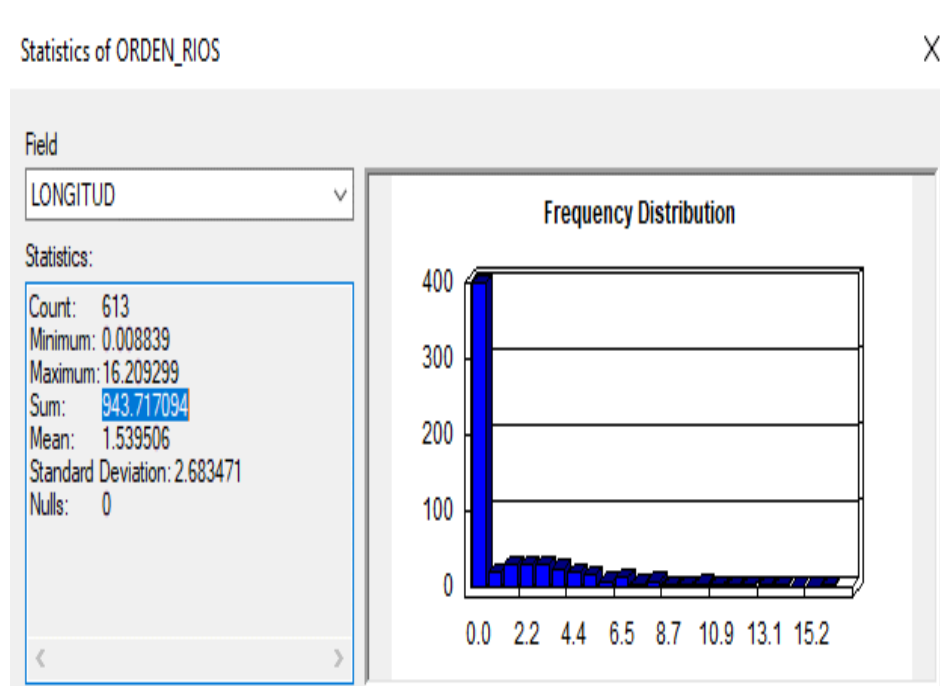 Statistics of ORDEN_RIOS
X
Field
LONGITUD
Statistics:
Count: 613
Minimum: 0.008839
Maximum: 16.209299
Sum: 943.717094
Mean: 1.539506
Standard Deviation: 2.683471
Nulls: 0
Frequency Distribution
400
300
200
100
0
0.0 2.2 4.4 6.5 8.7 10.9 13.1 15.2